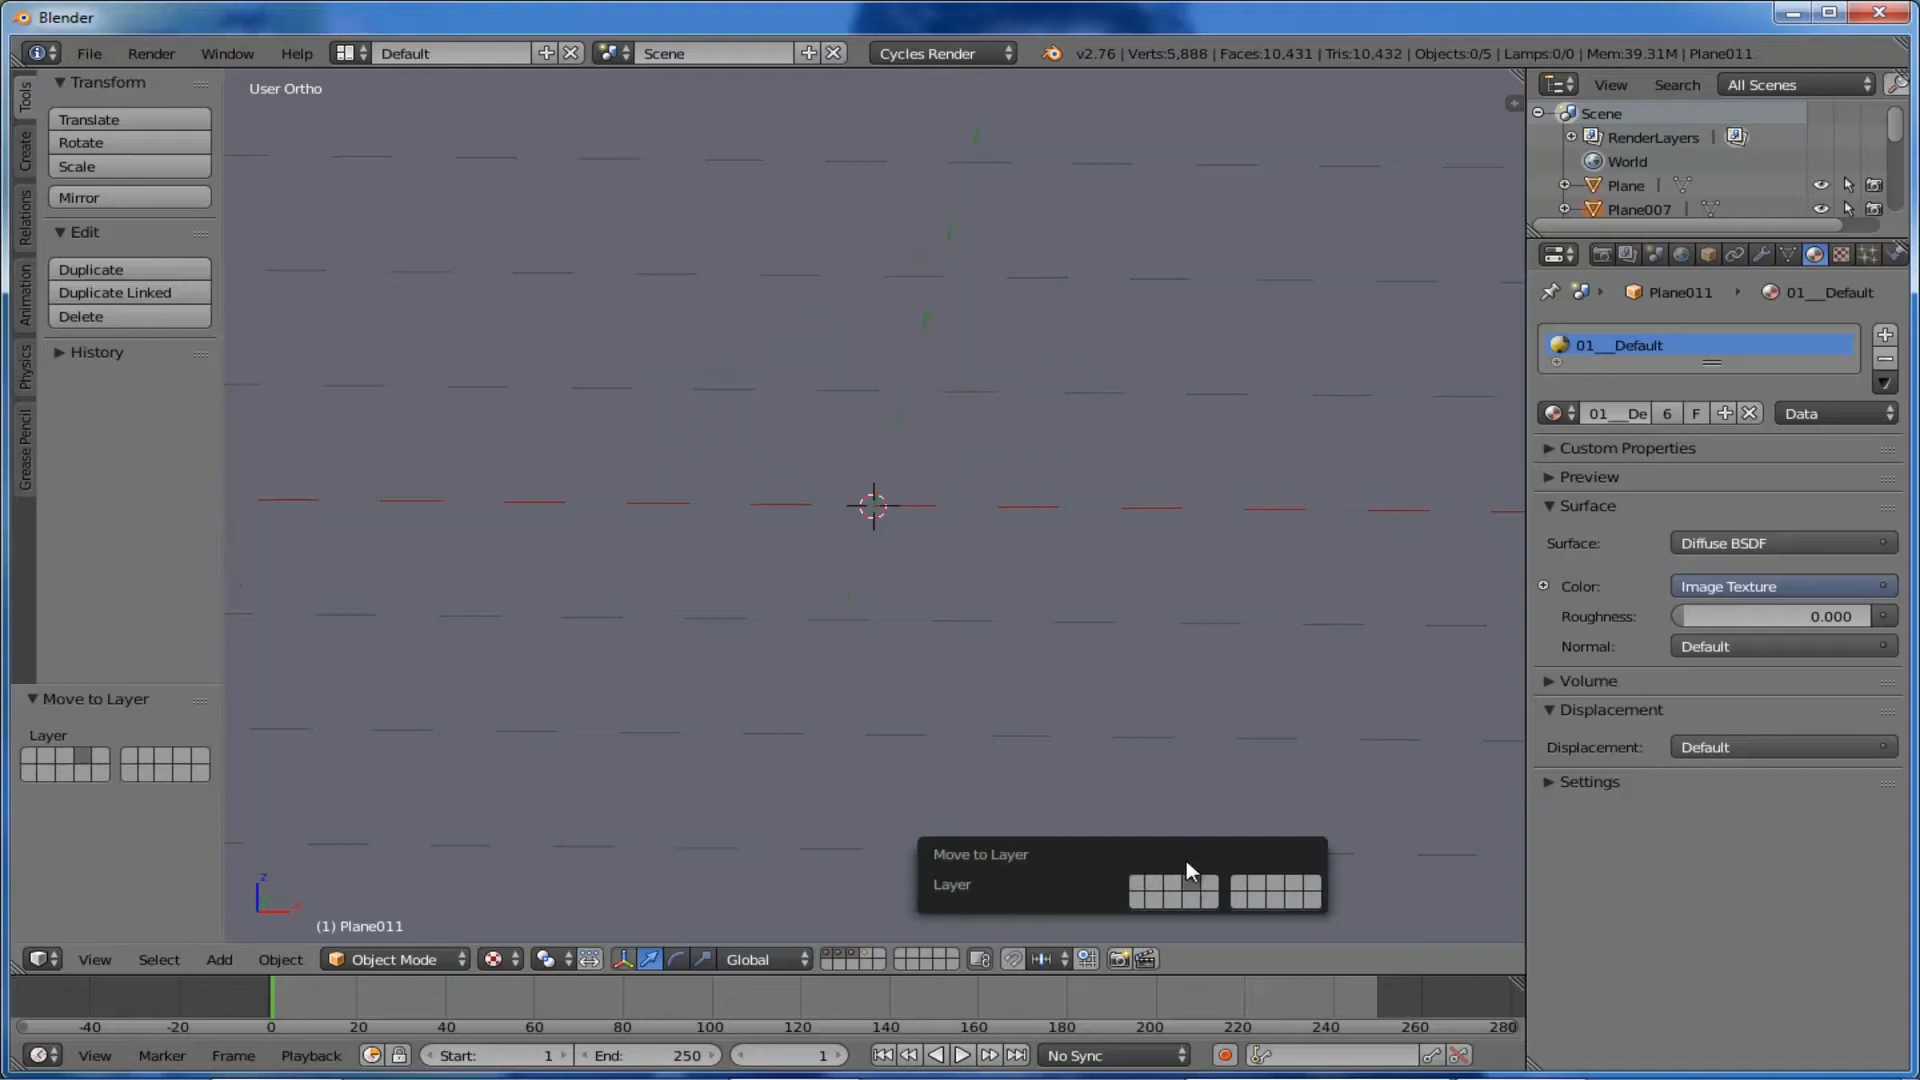 Blender
File
Render
Window
Help
Default
Scene
Cycles Render
v2.76 | Verts:5,888 | Faces:10,431 | Tris:10,432 | Objects:0/5 | Lamps:0/0 | Mem:39.31M | Plane011
Tools
Create
Relations
Animation
Physics
Grease Pencil
Transform
Translate
Rotate
Scale
Mirror
Edit
Duplicate
Duplicate Linked
Delete
History
Move to Layer
Layer
User Ortho
z
x
(1) Plane011
Move to Layer
Layer
View
Search
All Scenes
Scene
RenderLayers |
World
Plane |
Plane007 |
Plane011
01___Default
01___Default
01___De
6
F
Data
Custom Properties
Preview
Surface
Surface:
Diffuse BSDF
Color:
Image Texture
Roughness:
0.000
Normal:
Default
Volume
Displacement
Displacement:
Default
Settings
View
Select
Add
Object
Object Mode
Global
-40 -20 0 20 40 60 80 100 120 140 160 180 200 220 240 260 280
View
Marker
Frame
Playback
Start: 1
End: 250
1
No Sync